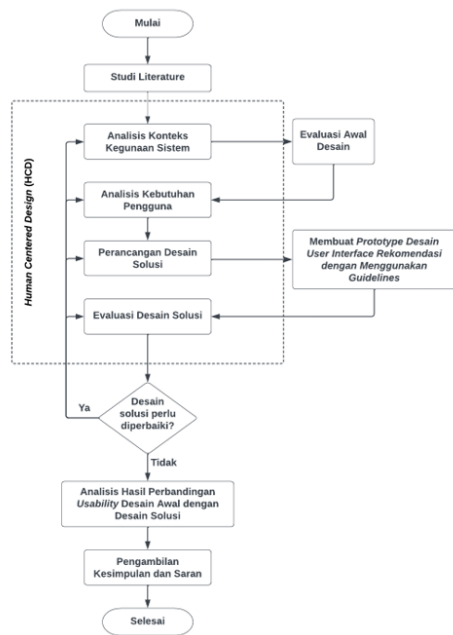 Mulai
Studi Literature
Human Centered Design (HCD)
Analisis Konteks
Kegunaan Sistem
Evaluasi Awal
Desain
Analisis Kebutuhan
Pengguna
Perancangan Desain
Solusi
Membuat Prototype Desain
User Interface Rekomendasi
dengan Menggunakan
Guidelines
Evaluasi Desain Solusi
Desain
solusi perlu
diperbaiki?
Ya
Tidak
Analisis Hasil Perbandingan
Usability Desain Awal dengan
Desain Solusi
Pengambilan
Kesimpulan dan Saran
Selesai